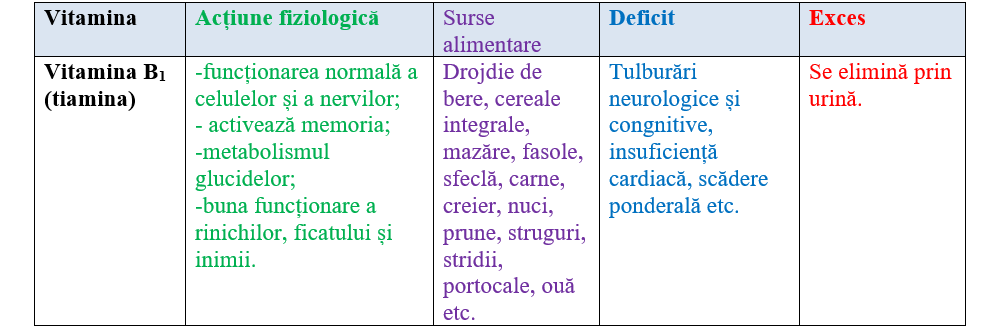 Vitamina
Acțiune fiziologică
Surse
alimentare
Deficit
Exces
Vitamina B₁
(tiamina)
-funcționarea normală a
celulelor și a nervilor;
- activează memoria;
-metabolismul
glucidelor;
-buna funcționare a
rinichilor, ficatului și
inimii.
Drojdie de
bere, cereale
integrale,
mazăre, fasole,
sfeclă, carne,
creier, nuci,
prune, struguri,
stridii,
portocale, ouă
etc.
Tulburări
neurologice și
congnitive,
insuficiență
cardiacă, scădere
ponderală etc.
Se elimină prin
urină.